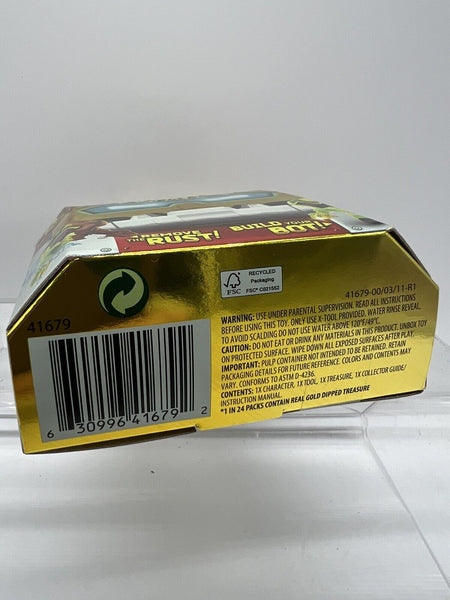 REMOVE THE RUST! BUILD YOUR BOT!
FSC
RECYCLED
Packaging
FSC® C021552
41679-00/03/11-R1
41679
WARNING: USE UNDER PARENTAL SUPERVISION. READ ALL INSTRUCTIONS
BEFORE USING THIS TOY. ONLY USE X-TOOL PROVIDED. WATER RINSE REVEAL.
TO AVOID SCALDING DO NOT USE WATER ABOVE 120°F/49°C.
CAUTION: DO NOT EAT OR DRINK ANY MATERIALS IN THIS PRODUCT. UNBOX TOY
ON PROTECTED SURFACE. WIPE DOWN ALL EXPOSED SURFACES AFTER PLAY.
IMPORTANT: PULP CONTAINER NOT INTENDED TO BE RETAINED. RETAIN
PACKAGING DETAILS FOR FUTURE REFERENCE. COLORS AND CONTENTS MAY
VARY. CONFORMS TO ASTM D-4236.
CONTENTS: 1X CHARACTER, 1X TOOL, 1X TREASURE, 1X COLLECTOR GUIDE/
INSTRUCTION MANUAL.
*1 IN 24 PACKS CONTAIN REAL GOLD DIPPED TREASURE
6 30996 41679 2